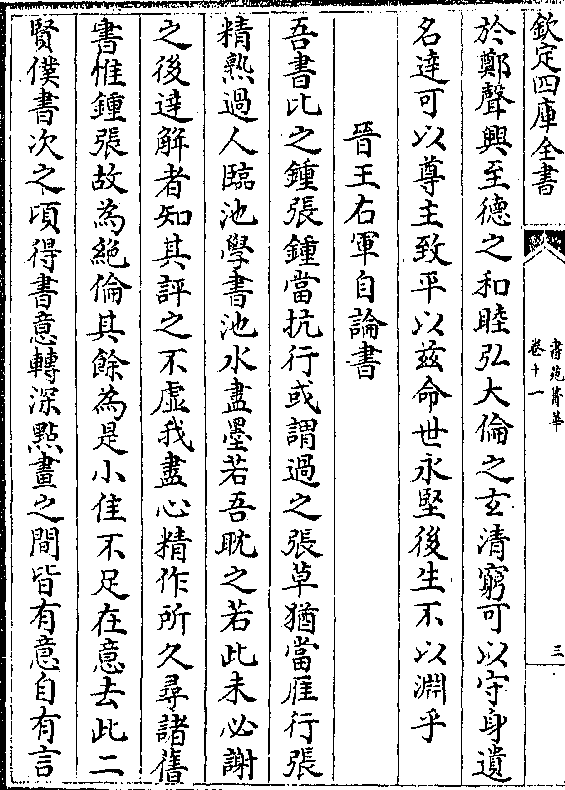 欽定四庫全書
書苑菁華
卷十一
三
於鄭聲興至德之和睦弘大倫之玄清窮可以守身遺
名達可以尊主致平以茲命世永堅後生不以淵乎
晉王右軍自論書
吾書比之鍾張鍾當抗行或謂過之張草猶當雁行張
精熟過人臨池學書池水盡墨若吾耽之若此未必謝
之後達解者知其評之不虛我盡心精作所久尋諸舊
書惟鍾張故為絕倫其餘為是小佳不足在意去此二
賢僕書次之頃得書意轉深點畫之間皆有意自有言